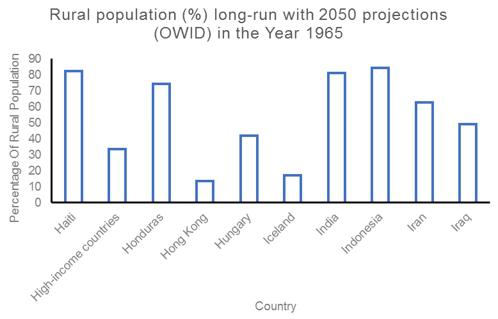 Rural population (%) long-run with 2050 projections
(OWID) in the Year 1965
Percentage Of Rural Population
90
80
70
60
50
40
30
20
10
0
Haiti
High-income countries
Honduras
Hong Kong
Hungary
Iceland
India
Indonesia
Iran
Iraq
Country